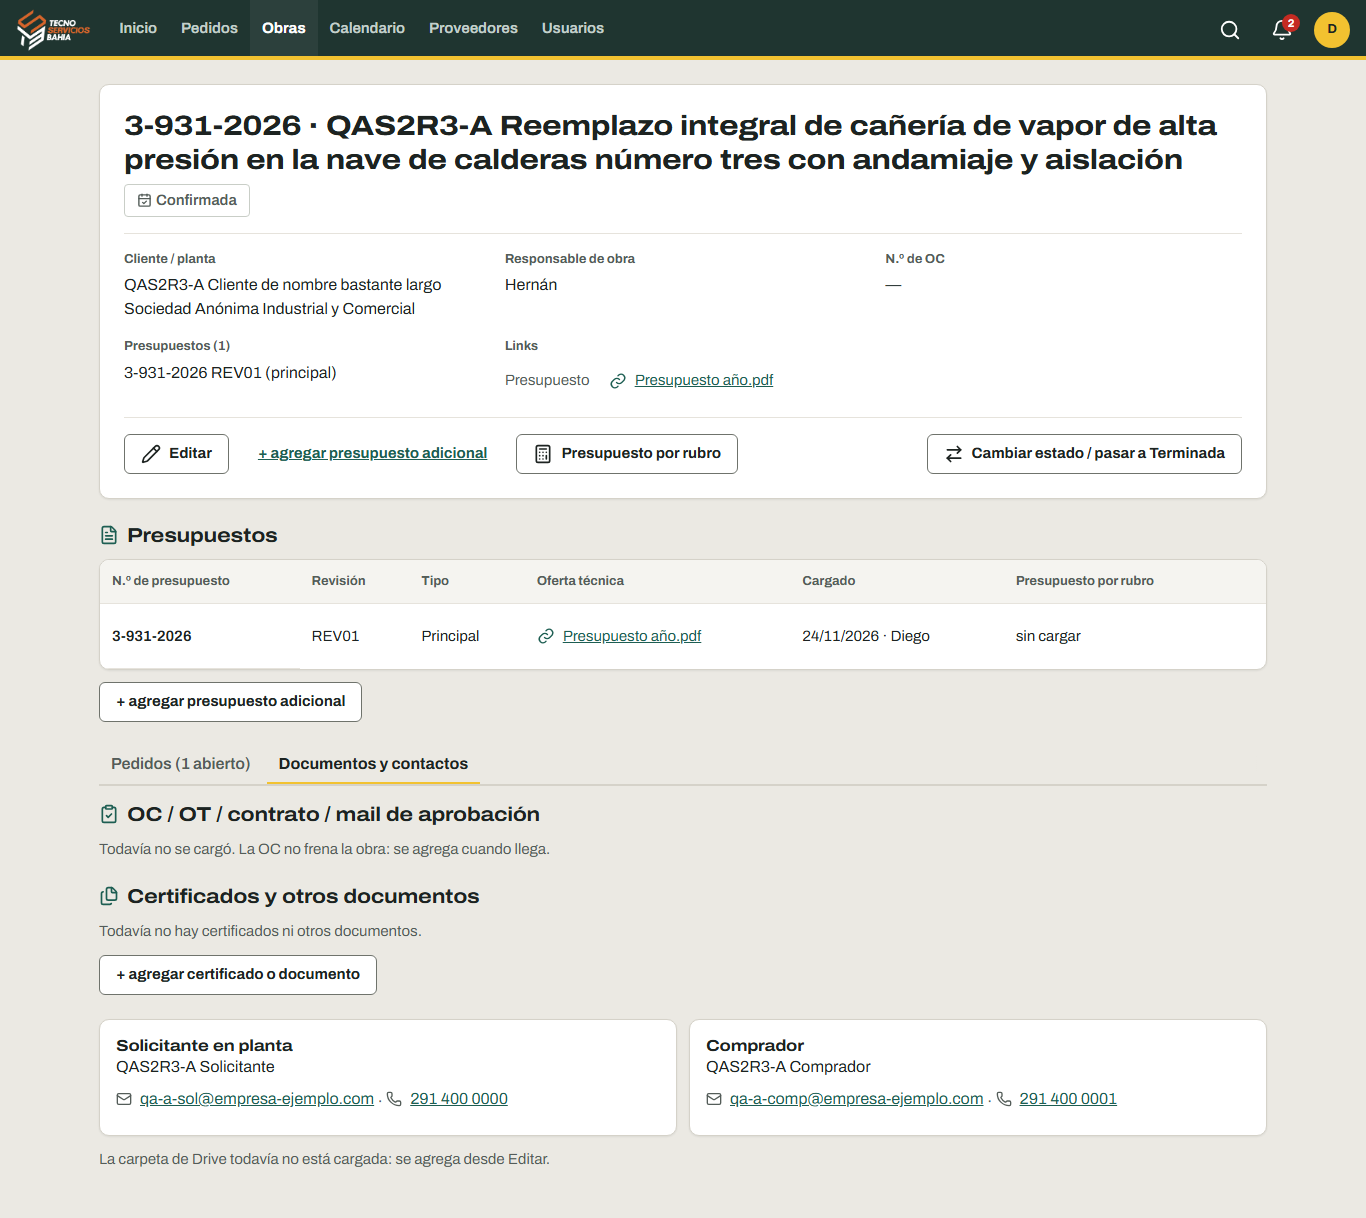 TECNO
SERVICIOS
BAHIA
Inicio
Pedidos
Obras
Calendario
Proveedores
Usuarios
2
D
3-931-2026 · QAS2R3-A Reemplazo integral de cañería de vapor de alta
presión en la nave de calderas número tres con andamiaje y aislación
Confirmada
Cliente / planta
QAS2R3-A Cliente de nombre bastante largo
Sociedad Anónima Industrial y Comercial
Responsable de obra
Hernán
N.º de OC
—
Presupuestos (1)
3-931-2026 REV01 (principal)
Links
Presupuesto Presupuesto año.pdf
Editar
+ agregar presupuesto adicional
Presupuesto por rubro
Cambiar estado / pasar a Terminada
Presupuestos
N.º de presupuesto Revisión Tipo Oferta técnica Cargado Presupuesto por rubro
3-931-2026 REV01 Principal Presupuesto año.pdf 24/11/2026 · Diego sin cargar
+ agregar presupuesto adicional
Pedidos (1 abierto)
Documentos y contactos
OC / OT / contrato / mail de aprobación
Todavía no se cargó. La OC no frena la obra: se agrega cuando llega.
Certificados y otros documentos
Todavía no hay certificados ni otros documentos.
+ agregar certificado o documento
Solicitante en planta
QAS2R3-A Solicitante
qa-a-sol@empresa-ejemplo.com · 291 400 0000
Comprador
QAS2R3-A Comprador
qa-a-comp@empresa-ejemplo.com · 291 400 0001
La carpeta de Drive todavía no está cargada: se agrega desde Editar.